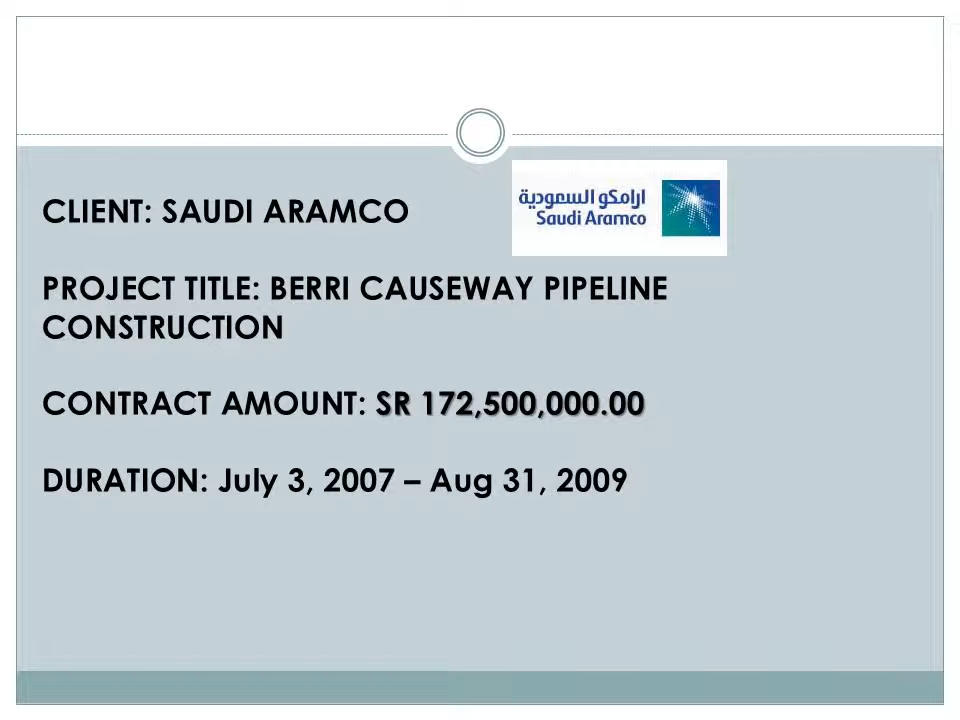 CLIENT: SAUDI ARAMCO
ارامكو السعودية
Saudi Aramco
PROJECT TITLE: BERRI CAUSEWAY PIPELINE
CONSTRUCTION
CONTRACT AMOUNT: SR 172,500,000.00
DURATION: July 3, 2007 – Aug 31, 2009